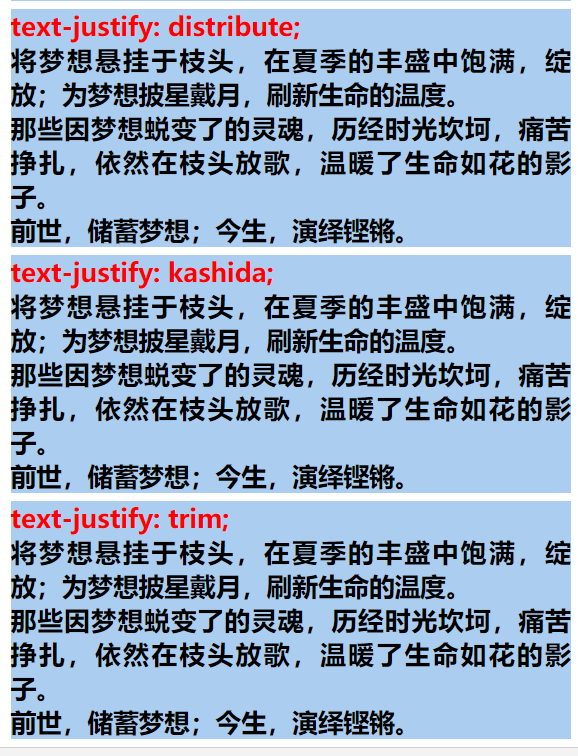 text-justify: distribute;
将梦想悬挂于枝头，在夏季的丰盛中饱满，绽
放；为梦想披星戴月，刷新生命的温度。
那些因梦想蜕变了的灵魂，历经时光坎坷，痛苦
挣扎，依然在枝头放歌，温暖了生命如花的影
子。
前世，储蓄梦想；今生，演绎铿锵。
text-justify: kashida;
将梦想悬挂于枝头，在夏季的丰盛中饱满，绽
放；为梦想披星戴月，刷新生命的温度。
那些因梦想蜕变了的灵魂，历经时光坎坷，痛苦
挣扎，依然在枝头放歌，温暖了生命如花的影
子。
前世，储蓄梦想；今生，演绎铿锵。
text-justify: trim;
将梦想悬挂于枝头，在夏季的丰盛中饱满，绽
放；为梦想披星戴月，刷新生命的温度。
那些因梦想蜕变了的灵魂，历经时光坎坷，痛苦
挣扎，依然在枝头放歌，温暖了生命如花的影
子。
前世，储蓄梦想；今生，演绎铿锵。